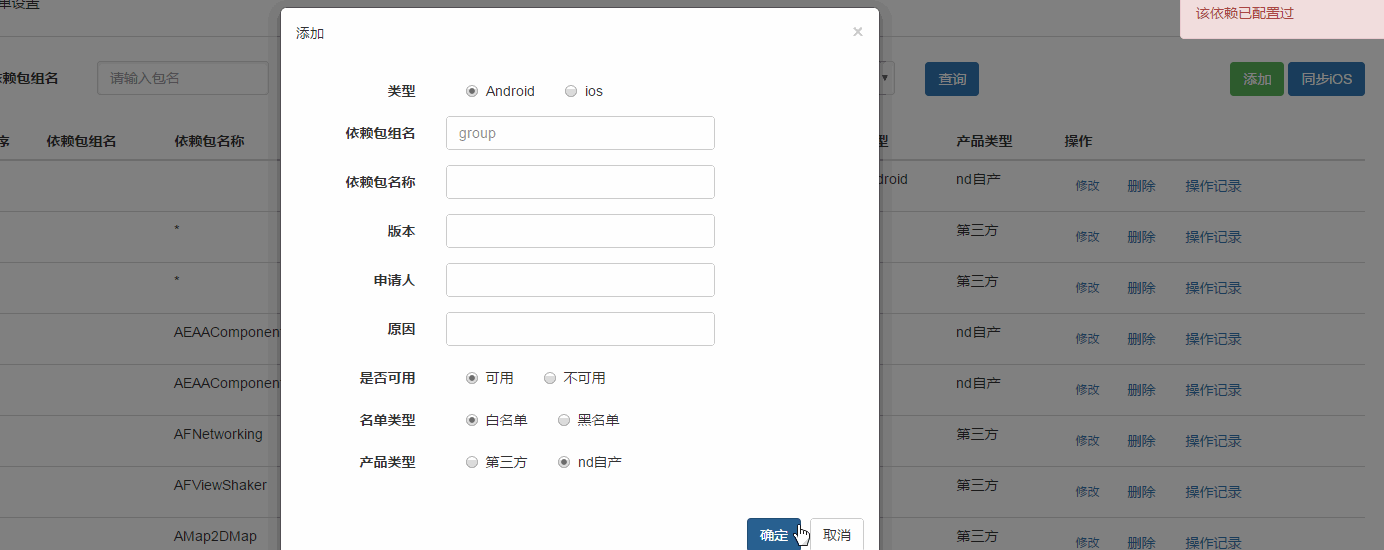 单设置
该依赖已配置过
添加
×
依赖包组名
请输入包名
查询
添加
同步iOS
类型
Android
ios
依赖包组名
group
依赖包名称
版本
申请人
原因
是否可用
可用
不可用
名单类型
白名单
黑名单
产品类型
第三方
nd自产
确定
取消
序
依赖包组名
依赖包名称
型
产品类型
操作
droid
nd自产
修改
删除
操作记录
*
第三方
修改
删除
操作记录
*
第三方
修改
删除
操作记录
AEAAComponent
nd自产
修改
删除
操作记录
AEAAComponent
nd自产
修改
删除
操作记录
AFNetworking
第三方
修改
删除
操作记录
AFViewShaker
第三方
修改
删除
操作记录
AMap2DMap
第三方
修改
删除
操作记录